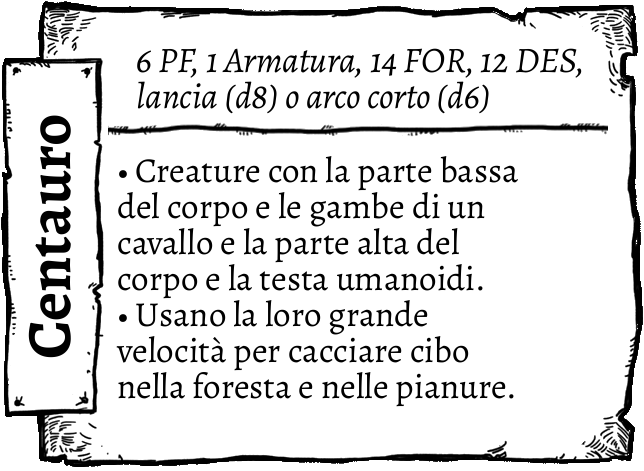 Centauro
6 PF, 1 Armatura, 14 FOR, 12 DES,
lancia (d8) o arco corto (d6)
• Creature con la parte bassa
del corpo e le gambe di un
cavallo e la parte alta del
corpo e la testa umanoidi.
• Usano la loro grande
velocità per cacciare cibo
nella foresta e nelle pianure.